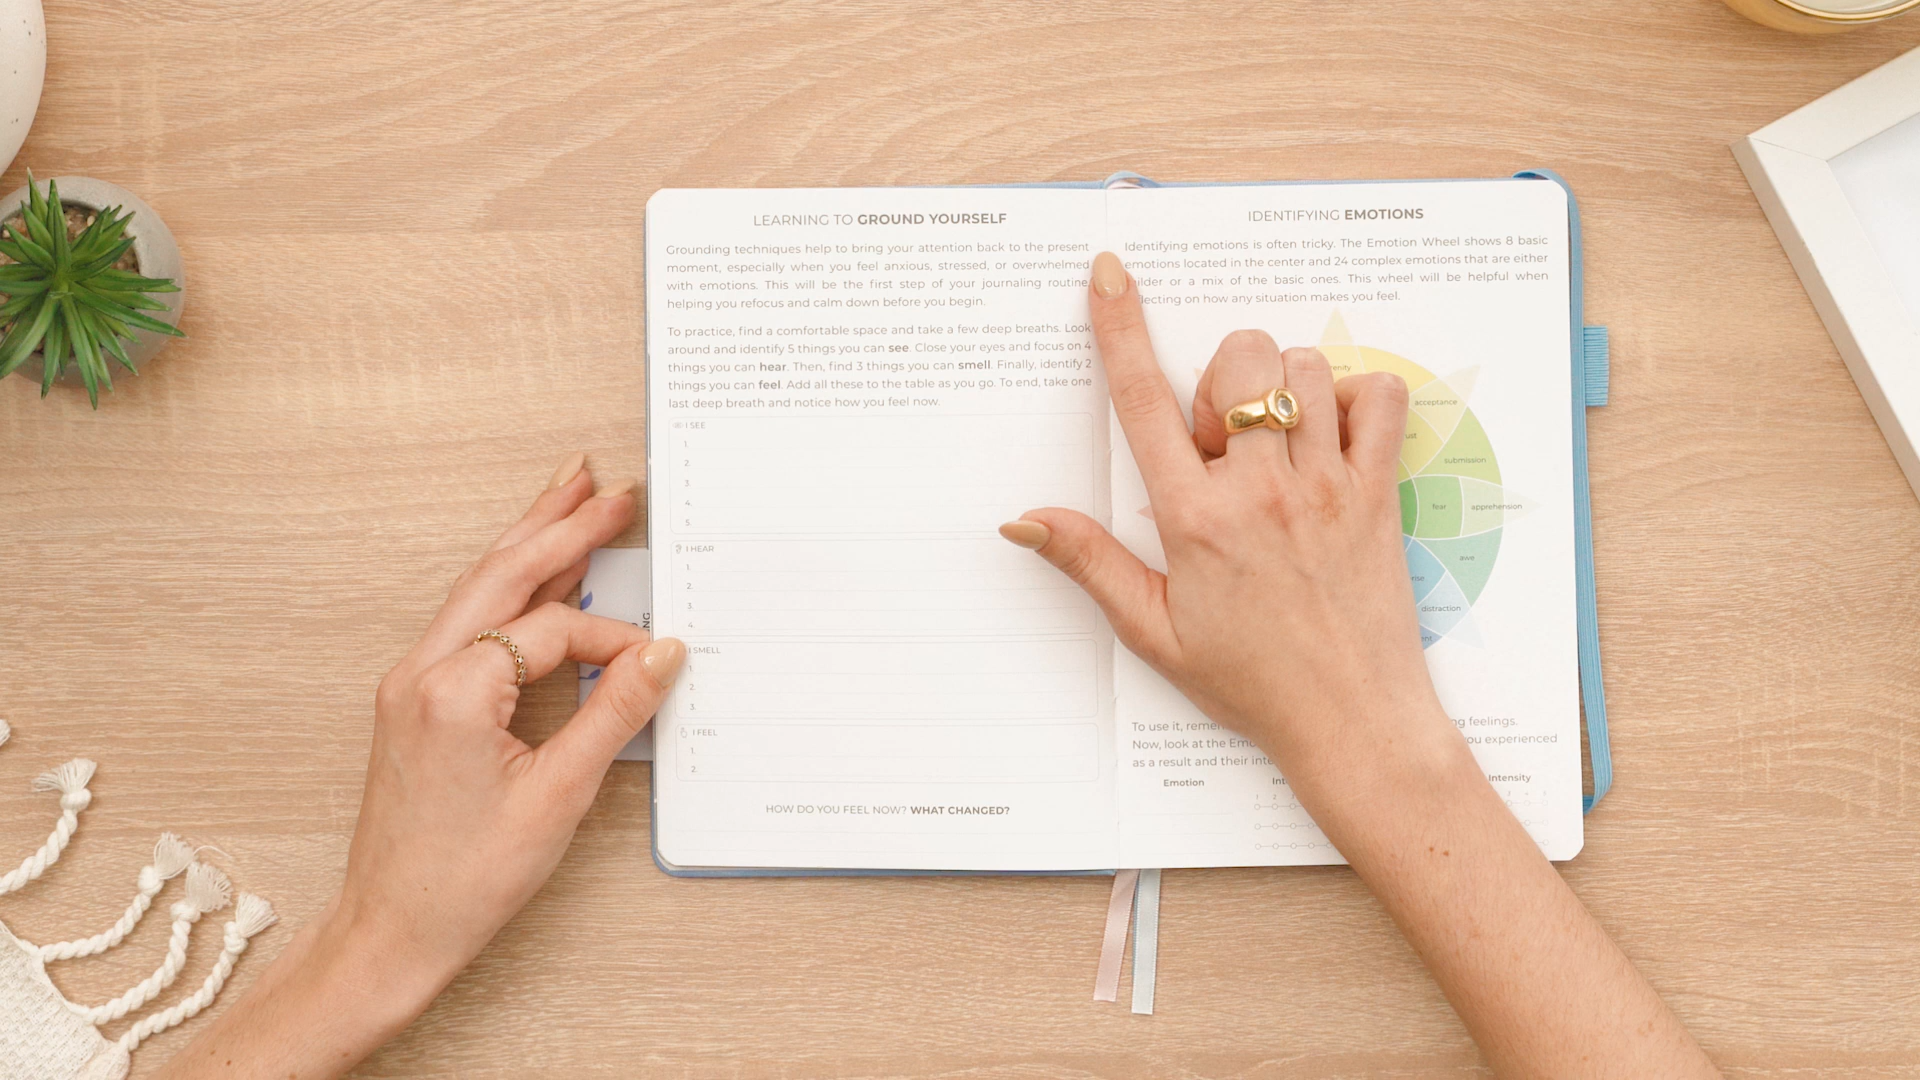 LEARNING TO GROUND YOURSELF
Grounding techniques help to bring your attention back to the present
moment, especially when you feel anxious, stressed, or overwhelmed
with emotions. This will be the first step of your journaling routine,
helping you refocus and calm down before you begin.
To practice, find a comfortable space and take a few deep breaths. Look
around and identify 5 things you can see. Close your eyes and focus on 4
things you can hear. Then, find 3 things you can smell. Finally, identify 2
things you can feel. Add all these to the table as you go. To end, take one
last deep breath and notice how you feel now.
I SEE
1.
2.
3.
4.
5.
I HEAR
1.
2.
3.
4.
I SMELL
1.
2.
3.
I FEEL
1.
2.
HOW DO YOU FEEL NOW? WHAT CHANGED?
IDENTIFYING EMOTIONS
Identifying emotions is often tricky. The Emotion Wheel shows 8 basic
emotions located in the center and 24 complex emotions that are either
or a mix of the basic ones. This wheel will be helpful when
on how any situation makes you feel.
acceptance
submission
fear apprehension
awe
distraction
To use it, feelings.
Now, look at the experienced
as a result and their
Emotion Intensity